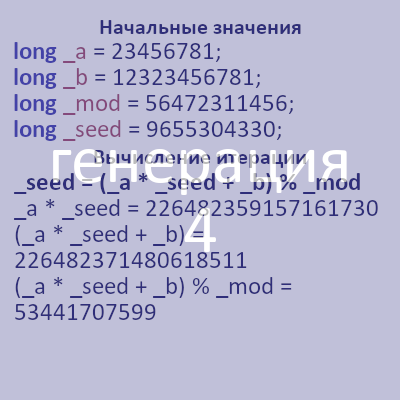 Начальные значения
long _a = 23456781;
long _b = 12323456781;
long _mod = 56472311456;
long _seed = 9655304330;
Вычисление итерации
генерация
_seed = (_a * _seed + _b) % _mod
_a * _seed = 226482359157161730
4
(_a * _seed + _b) =
226482371480618511
(_a * _seed + _b) % _mod =
53441707599